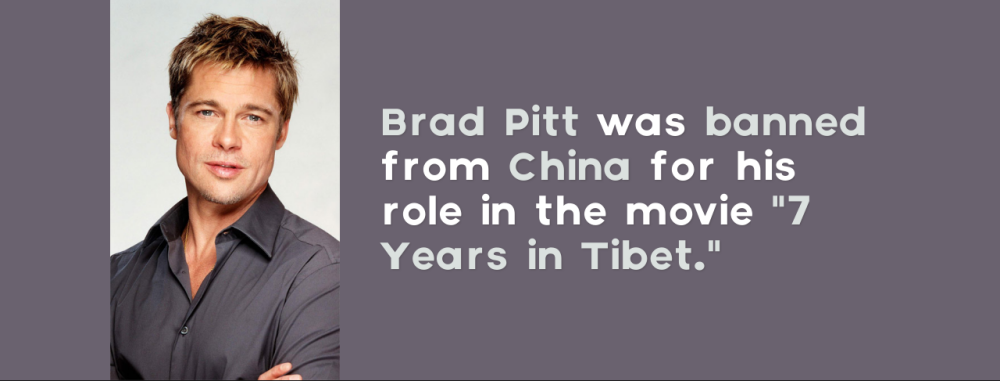 Brad Pitt was banned
from China for his
role in the movie "7
Years in Tibet."